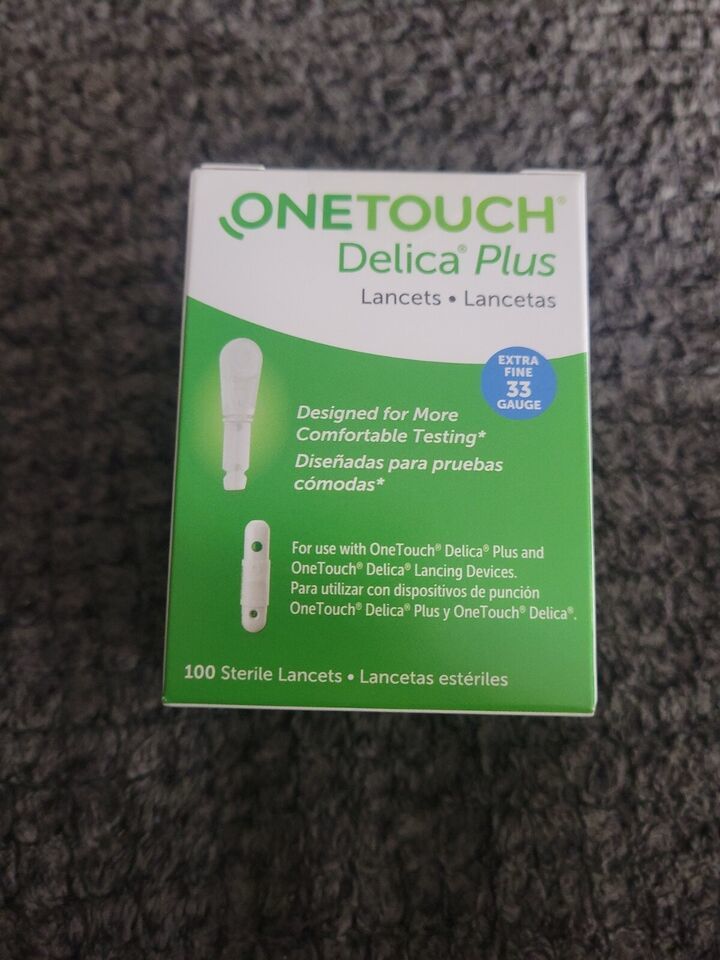 ONETOUCH®
Delica® Plus
Lancets • Lancetas
EXTRA
FINE
33
GAUGE
Designed for More
Comfortable Testing*
Diseñadas para pruebas
cómodas*
For use with OneTouch® Delica® Plus and
OneTouch® Delica® Lancing Devices.
Para utilizar con dispositivos de punción
OneTouch® Delica® Plus y OneTouch® Delica®.
100 Sterile Lancets • Lancetas estériles